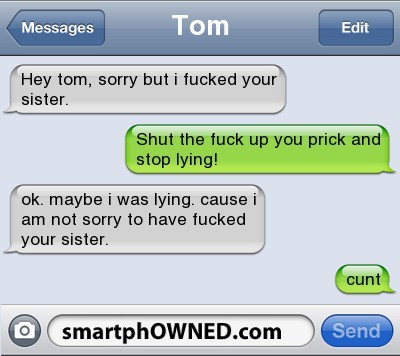 Messages
Tom
Edit
Hey tom, sorry but i fucked your
sister.
Shut the fuck up you prick and
stop lying!
ok. maybe i was lying. cause i
am not sorry to have fucked
your sister.
cunt
smartphOWNED.com
Send